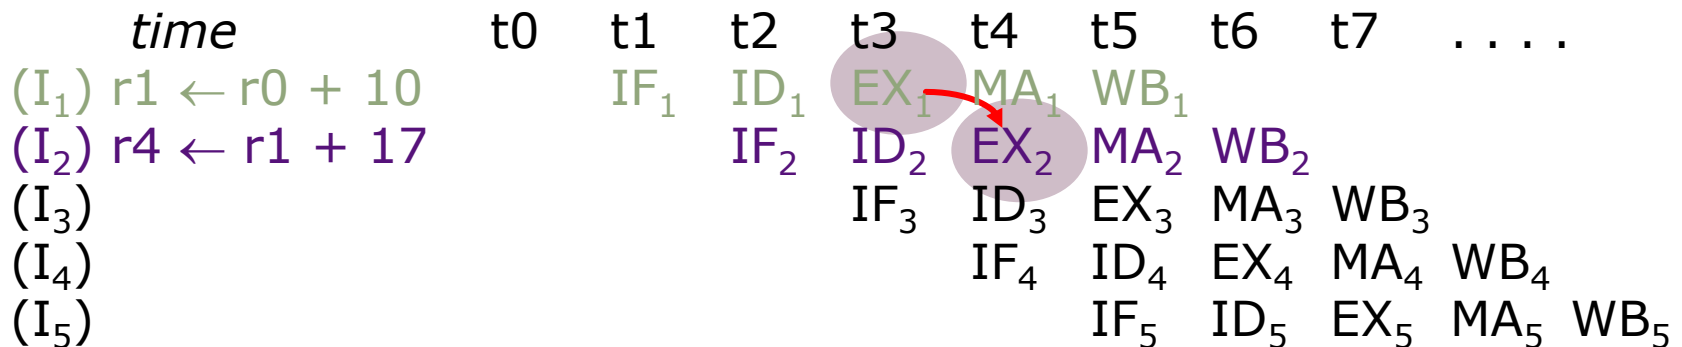 time t0 t1 t2 t3 t4 t5 t6 t7 . . . .
(I₁) r1 ← r0 + 10 IF₁ ID₁ EX₁ MA₁ WB₁
(I₂) r4 ← r1 + 17 IF₂ ID₂ EX₂ MA₂ WB₂
(I₃) IF₃ ID₃ EX₃ MA₃ WB₃
(I₄) IF₄ ID₄ EX₄ MA₄ WB₄
(I₅) IF₅ ID₅ EX₅ MA₅ WB₅